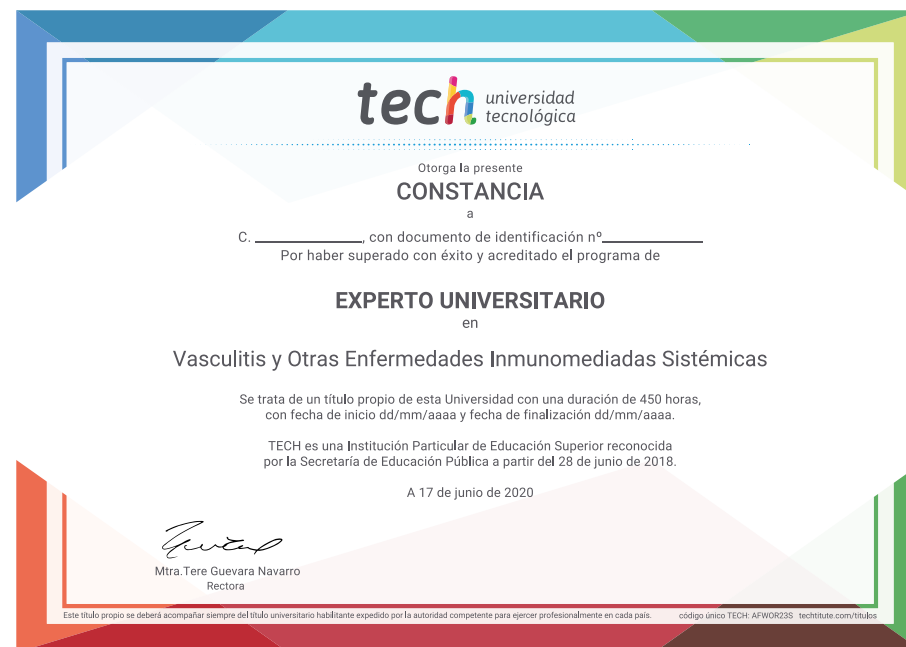 tech universidad
tecnológica
Otorga la presente
CONSTANCIA
a
C. ____________, con documento de identificación nº____________
Por haber superado con éxito y acreditado el programa de
EXPERTO UNIVERSITARIO
en
Vasculitis y Otras Enfermedades Inmunomediadas Sistémicas
Se trata de un título propio de esta Universidad con una duración de 450 horas,
con fecha de inicio dd/mm/aaaa y fecha de finalización dd/mm/aaaa.
TECH es una Institución Particular de Educación Superior reconocida
por la Secretaría de Educación Pública a partir del 28 de junio de 2018.
A 17 de junio de 2020
Mtra.Tere Guevara Navarro
Rectora
Este título propio se deberá acompañar siempre del título universitario habilitante expedido por la autoridad competente para ejercer profesionalmente en cada país. código único TECH: AFWOR23S techtitute.com/titulos